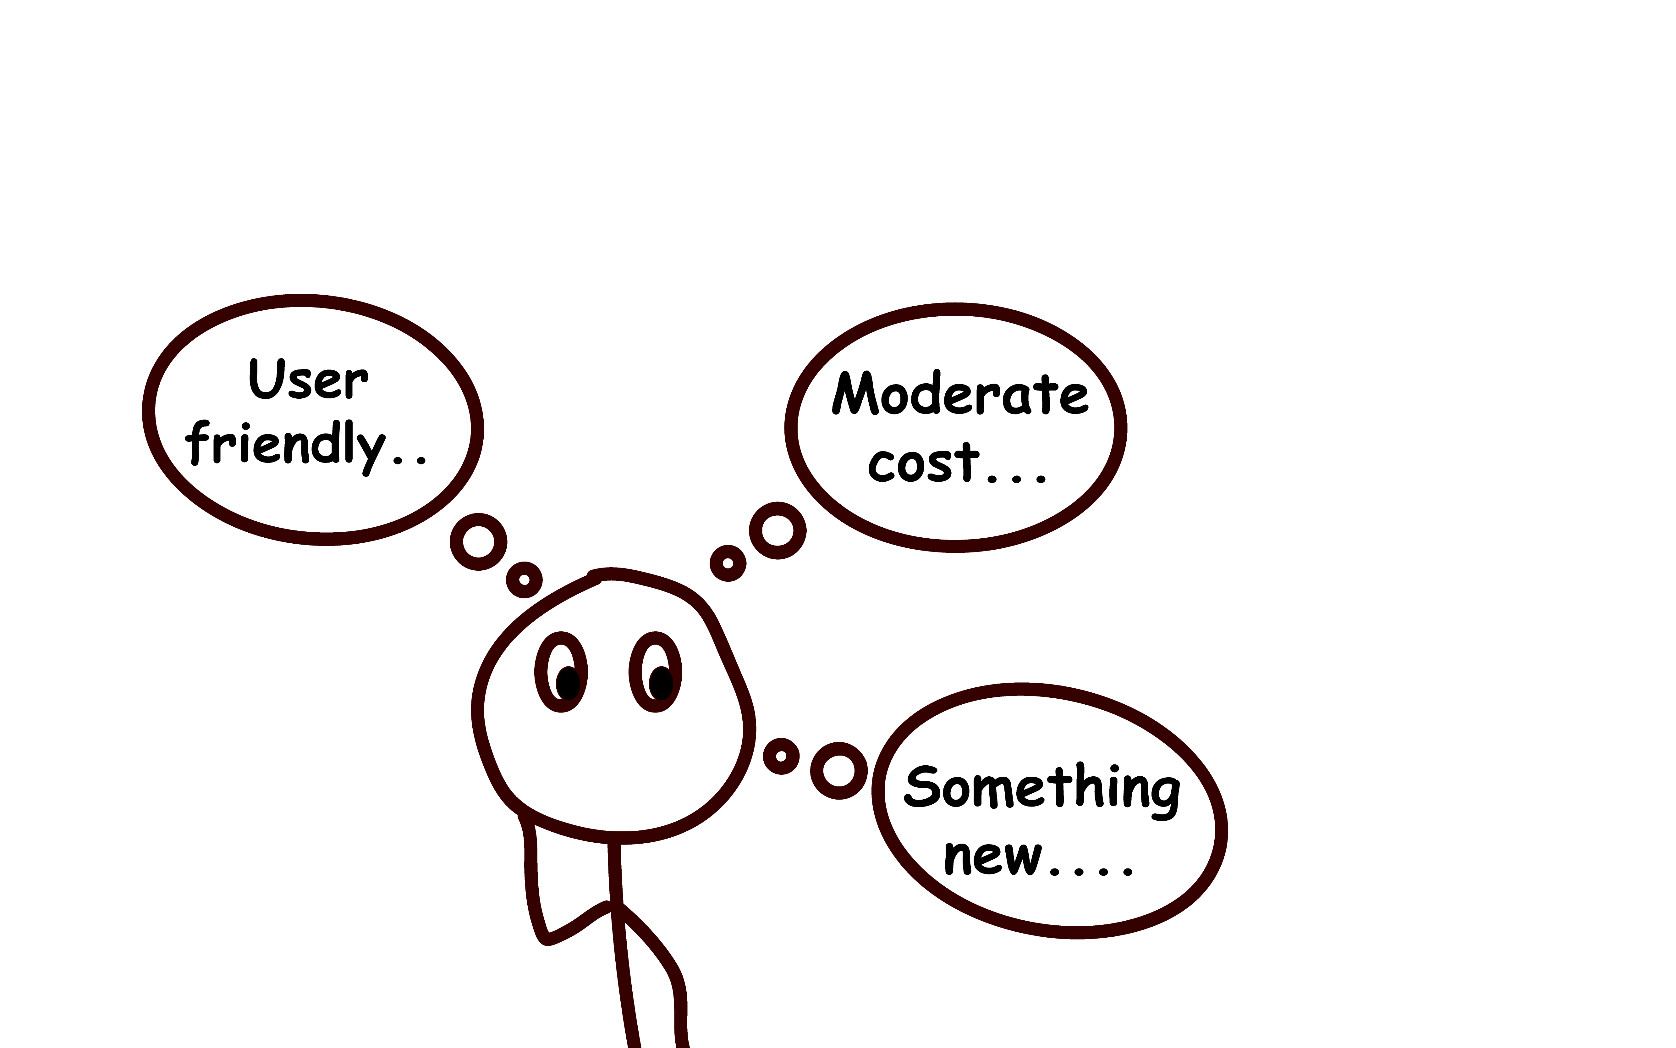 User
friendly..
Moderate
cost...
Something
new....